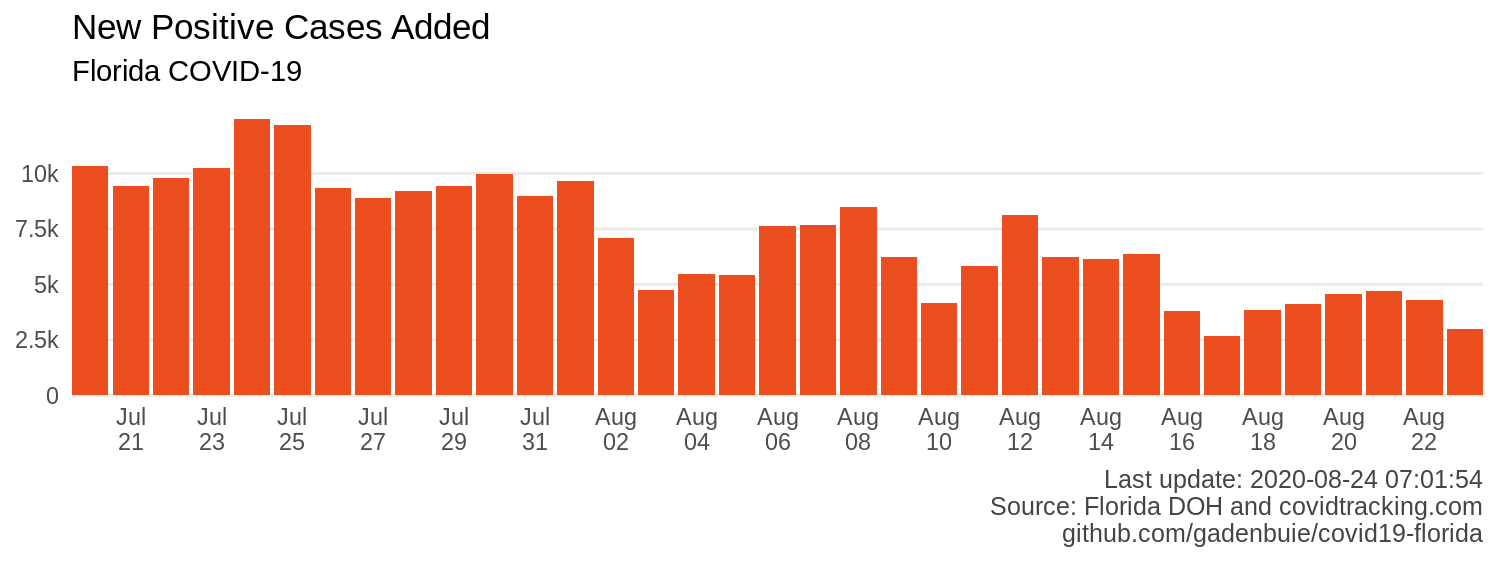 New Positive Cases Added
Florida COVID-19
10k
7.5k
5k
2.5k
0
Jul Jul Jul Jul Jul Jul Aug Aug Aug Aug Aug Aug Aug Aug Aug Aug Aug
21 23 25 27 29 31 02 04 06 08 10 12 14 16 18 20 22
Last update: 2020-08-24 07:01:54
Source: Florida DOH and covidtracking.com
github.com/gadenbuie/covid19-florida